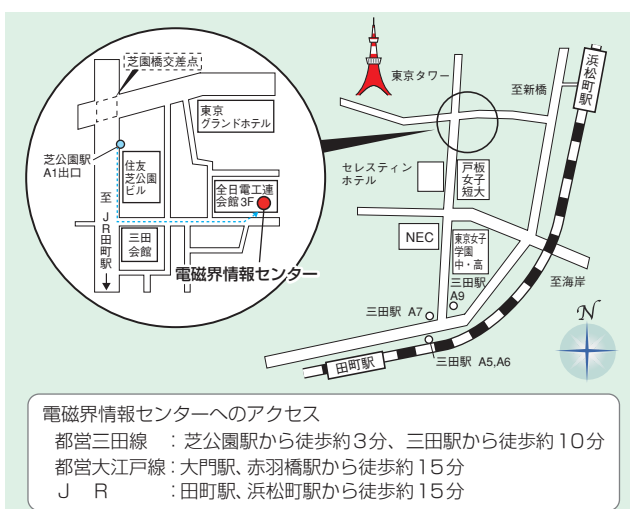 芝園橋交差点
東京
グランドホテル
芝公園駅
A1出口
住友
芝公園
ビル
全日電工連
会館3F
至
JR田町駅
三田
会館
電磁界情報センター
東京タワー
至新橋
浜松町駅
セレスティン
ホテル
戸板
女子
短大
NEC
東京女子
学園
中・高
三田駅
A9
至海岸
三田駅 A7
N
三田駅 A5,A6
田町駅
電磁界情報センターへのアクセス
都営三田線 :芝公園駅から徒歩約3分、三田駅から徒歩約10分
都営大江戸線:大門駅、赤羽橋駅から徒歩約15分
J R :田町駅、浜松町駅から徒歩約15分